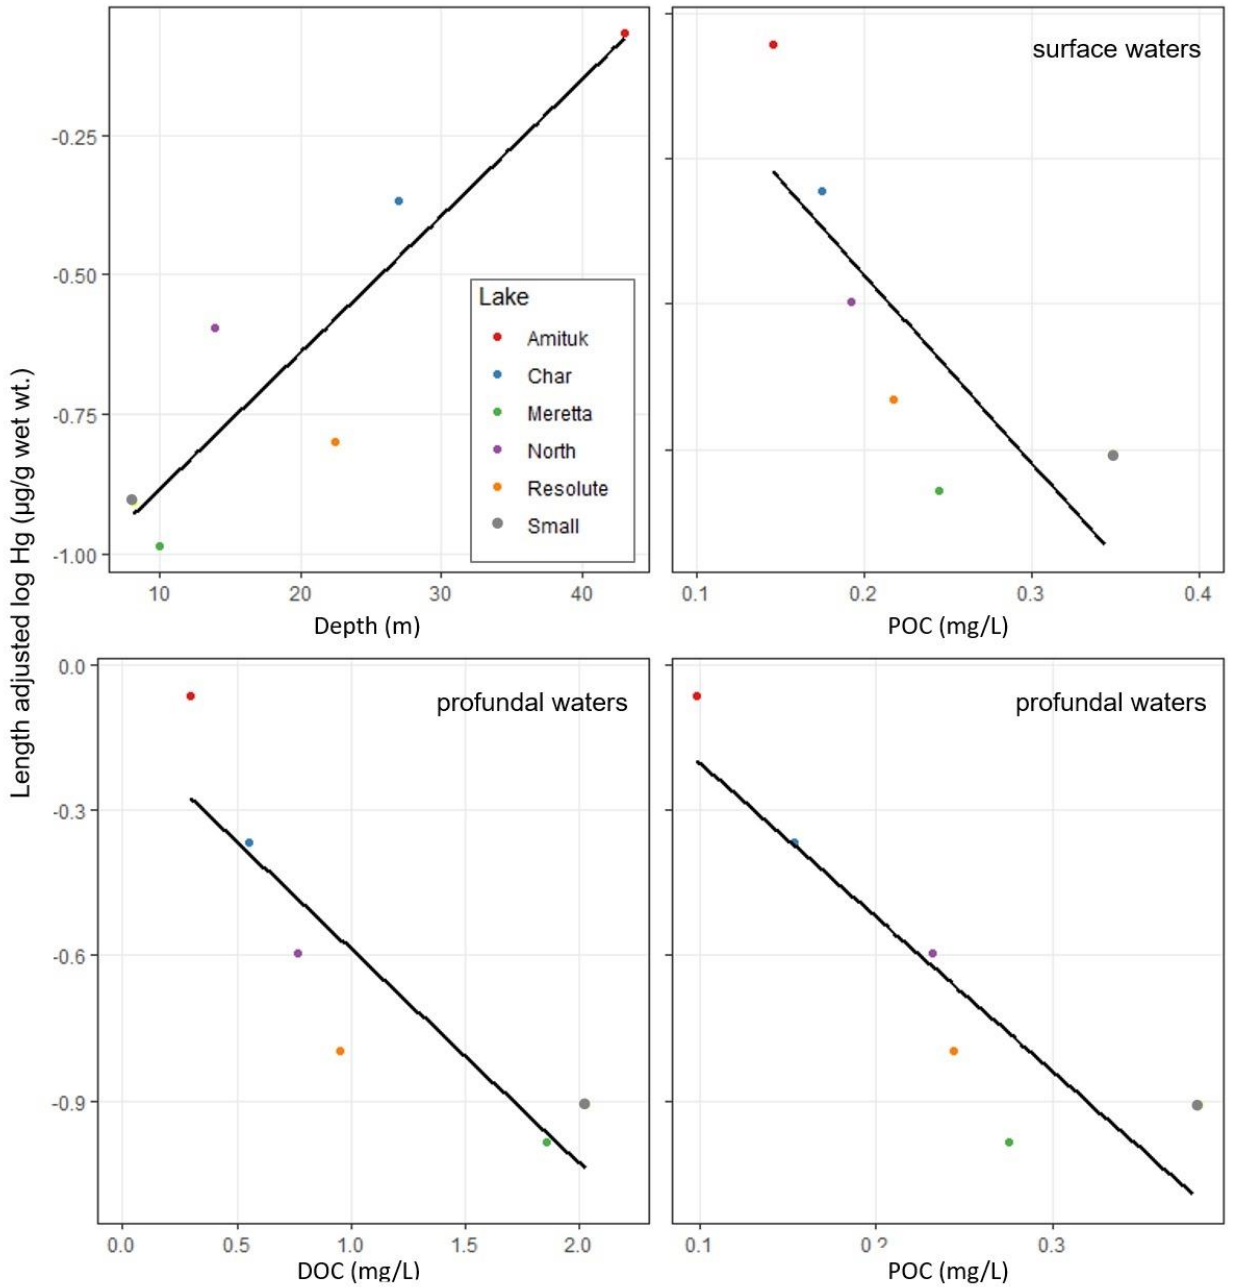 surface waters
-0.25
-0.50
-0.75
-1.00
Lake
Amituk
Char
Meretta
North
Resolute
Small
10 20 30 40
Depth (m)
0.1 0.2 0.3 0.4
POC (mg/L)
Length adjusted log Hg (µg/g wet wt.)
0.0
-0.3
-0.6
-0.9
profundal waters
profundal waters
0.0 0.5 1.0 1.5 2.0
DOC (mg/L)
0.1 0.3
POC (mg/L)